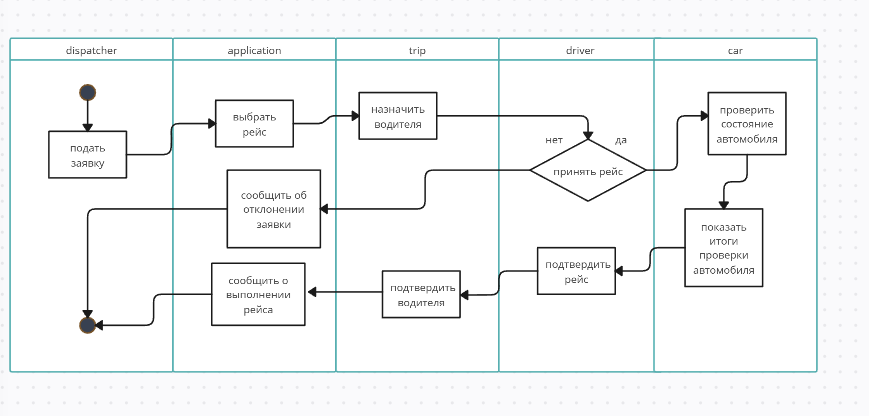 dispatcher
application
trip
driver
car
подать
заявку
выбрать
рейс
назначить
водителя
нет
да
принять рейс
проверить
состояние
автомобиля
сообщить об
отклонении
заявки
показать
итоги
проверки
автомобиля
подтвердить
рейс
подтвердить
водителя
сообщить о
выполнении
рейса